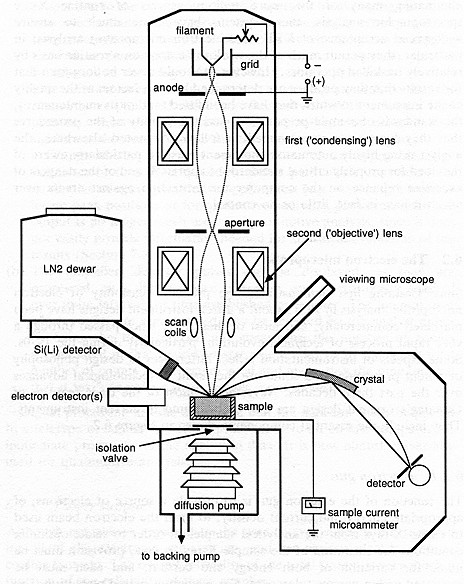 filament
grid
−
(+)
anode
first ('condensing') lens
aperture
second ('objective') lens
LN2 dewar
viewing microscope
scan
coils
Si(Li) detector
crystal
electron detector(s)
sample
isolation
valve
detector
diffusion pump
sample current
microammeter
to backing pump